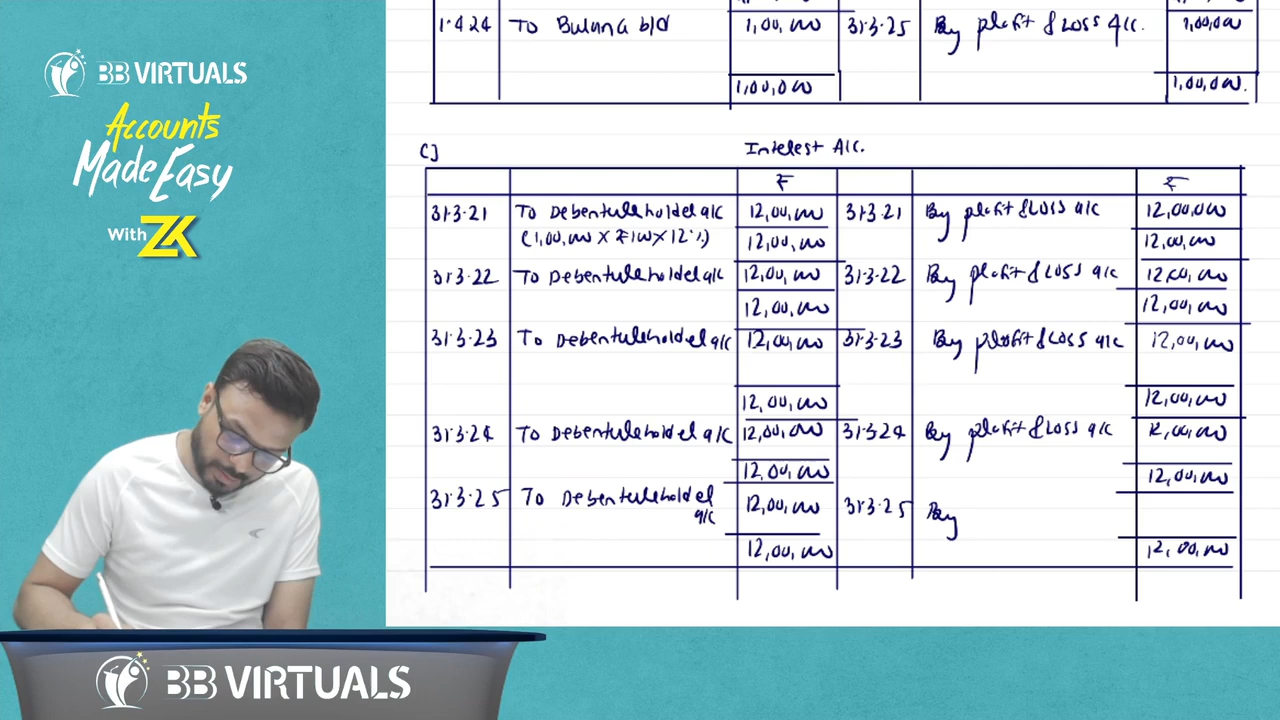 BB VIRTUALS
Accounts
Made Easy
With ZK
1·4·24 To Balance b/d 1,00,000 31·3·25 By profit & Loss A/c. 1,00,000
1,00,000 1,00,000.
C] Interest A/c.
₹ ₹
31·3·21 To Debentureholder a/c 12,00,000 31·3·21 By profit & Loss a/c 12,00,000
(1,00,000 × ₹100 × 12%) 12,00,000 12,00,000
31·3·22 To Debentureholder a/c 12,00,000 31·3·22 By profit & Loss a/c 12,00,000
12,00,000 12,00,000
31·3·23 To Debentureholder a/c 12,00,000 31·3·23 By profit & Loss a/c 12,00,000
12,00,000 12,00,000
31·3·24 To Debentureholder a/c 12,00,000 31·3·24 By profit & Loss a/c 12,00,000
12,00,000 12,00,000
31·3·25 To Debentureholder 12,00,000 31·3·25 By
a/c
12,00,000 12,00,000
BB VIRTUALS